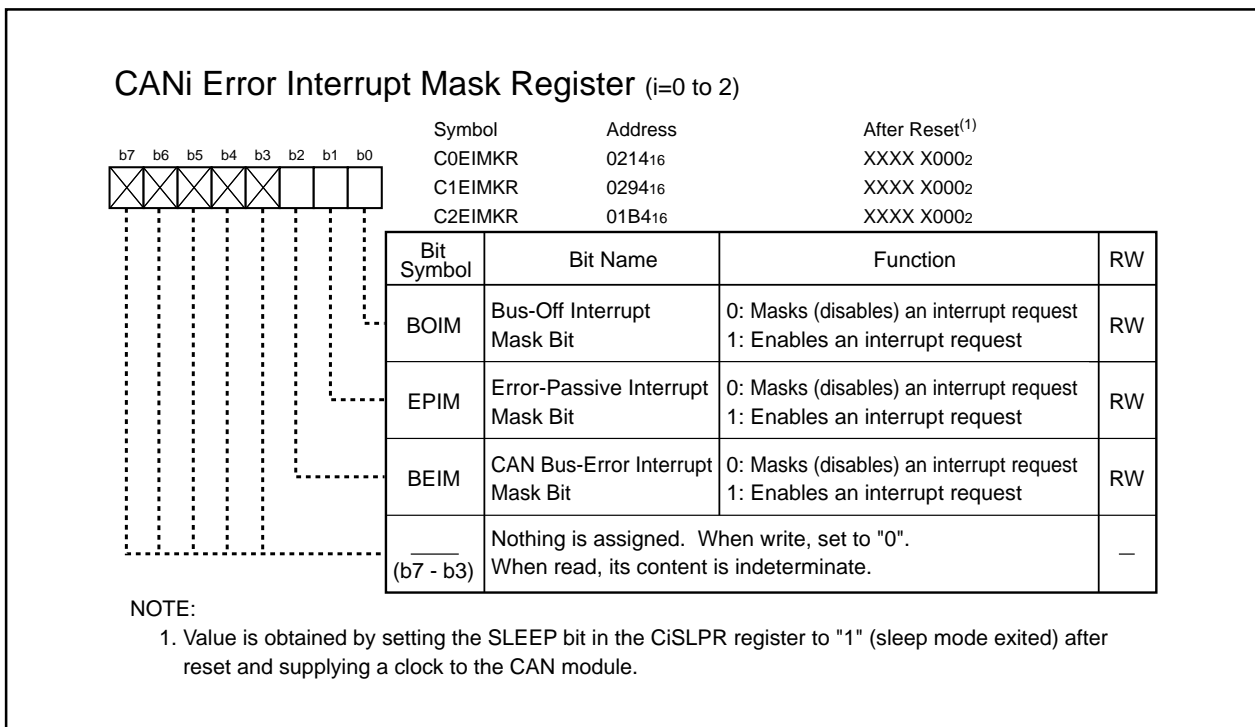 CANi Error Interrupt Mask Register (i=0 to 2)
Symbol Address After Reset(1)
b7 b6 b5 b4 b3 b2 b1 b0
C0EIMKR 021416 XXXX X0002
C1EIMKR 029416 XXXX X0002
C2EIMKR 01B416 XXXX X0002
Bit Symbol Bit Name Function RW
BOIM Bus-Off Interrupt Mask Bit 0: Masks (disables) an interrupt request
1: Enables an interrupt request RW
EPIM Error-Passive Interrupt Mask Bit 0: Masks (disables) an interrupt request
1: Enables an interrupt request RW
BEIM CAN Bus-Error Interrupt Mask Bit 0: Masks (disables) an interrupt request
1: Enables an interrupt request RW
(b7 - b3) Nothing is assigned. When write, set to "0".
When read, its content is indeterminate. —
NOTE:
1. Value is obtained by setting the SLEEP bit in the CiSLPR register to "1" (sleep mode exited) after
reset and supplying a clock to the CAN module.